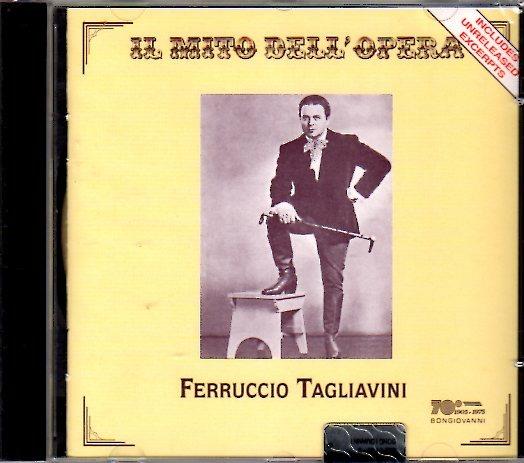 IL MITO DELL'OPERA
INCLUDES
UNRELEASED
EXCERPTS
FERRUCCIO TAGLIAVINI
70°
1905-1975
BONGIOVANNI